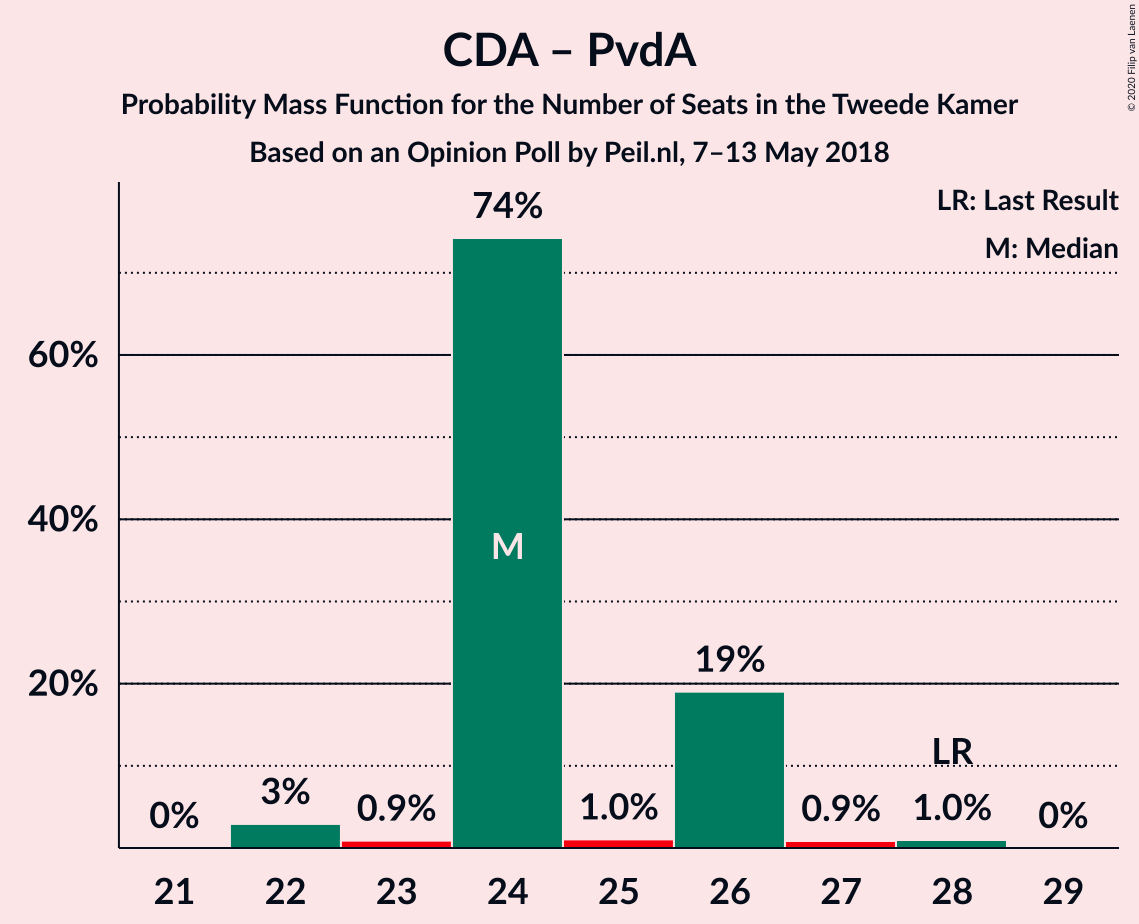 CDA – PvdA
Probability Mass Function for the Number of Seats in the Tweede Kamer
Based on an Opinion Poll by Peil.nl, 7–13 May 2018
© 2020 Filip van Laenen
LR: Last Result
M: Median
60%
40%
20%
0%
3%
0.9%
74%
M
1.0%
19%
0.9%
LR
1.0%
0%
21 22 23 24 25 26 27 28 29